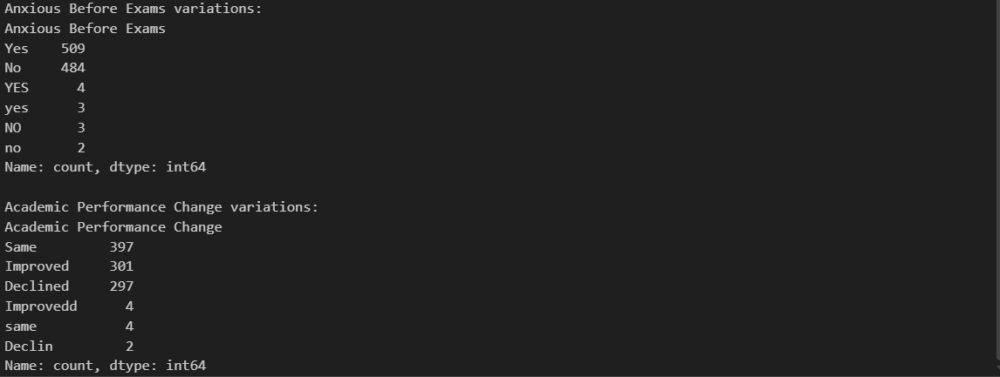 Anxious Before Exams variations:
Anxious Before Exams
Yes    509
No     484
YES      4
yes      3
NO       3
no       2
Name: count, dtype: int64

Academic Performance Change variations:
Academic Performance Change
Same         397
Improved     301
Declined     297
Improvedd      4
same           4
Declin         2
Name: count, dtype: int64